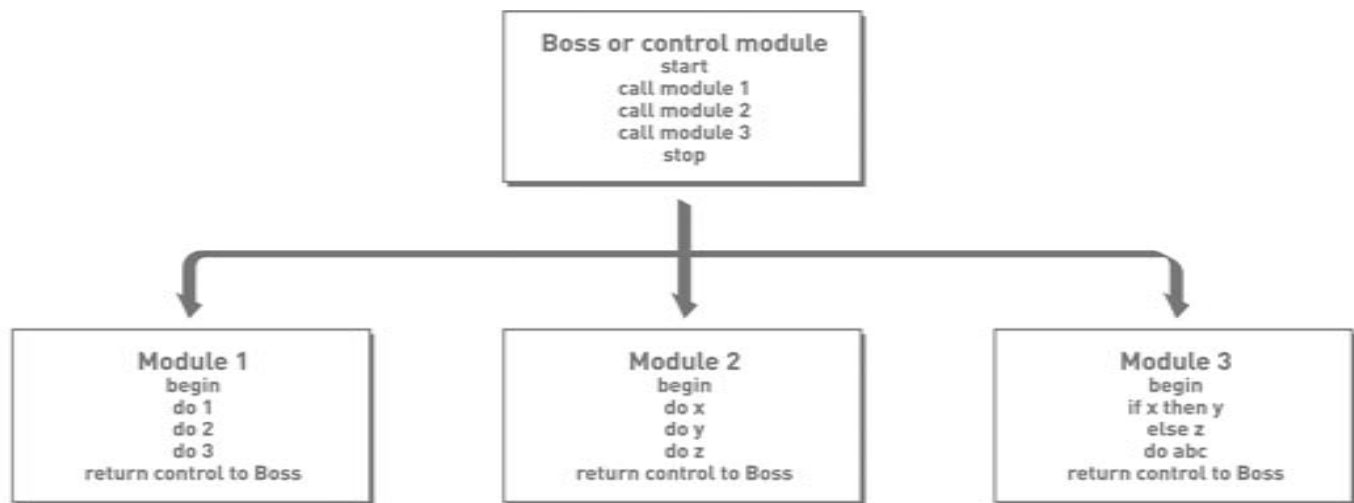 Boss or control module
start
call module 1
call module 2
call module 3
stop
Module 1
begin
do 1
do 2
do 3
return control to Boss
Module 2
begin
do x
do y
do z
return control to Boss
Module 3
begin
if x then y
else z
do abc
return control to Boss